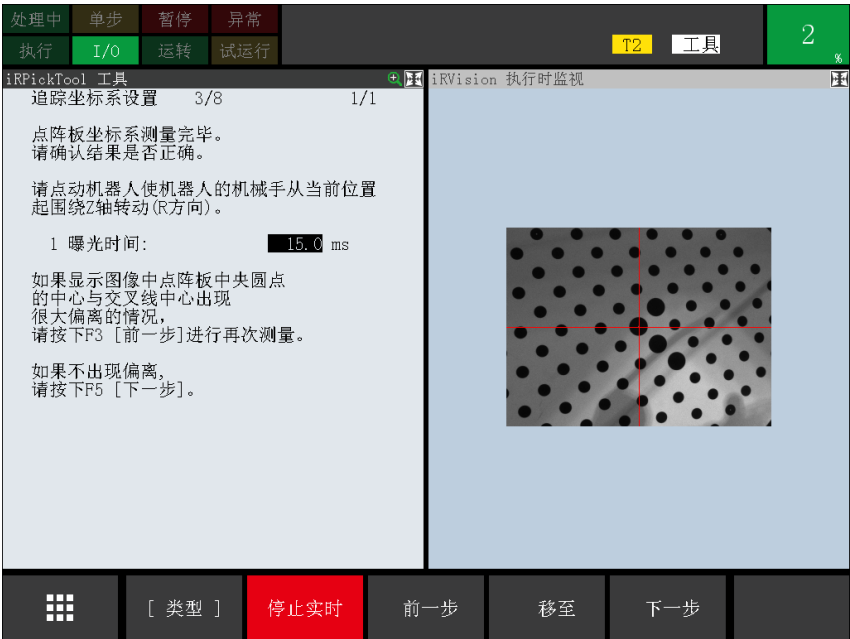 处理中 单步 暂停 异常
执行 I/O 运转 试运行
T2 工具
2 %
iRPickTool 工具
追踪坐标系设置 3/8 1/1
点阵板坐标系测量完毕。
请确认结果是否正确。
请点动机器人使机器人的机械手从当前位置
起围绕Z轴转动(R方向)。
1 曝光时间: 15.0 ms
如果显示图像中点阵板中央圆点
的中心与交叉线中心出现
很大偏离的情况,
请按下F3 [前一步]进行再次测量。
如果不出现偏离,
请按下F5 [下一步]。
iRVision 执行时监视
[ 类型 ] 停止实时 前一步 移至 下一步